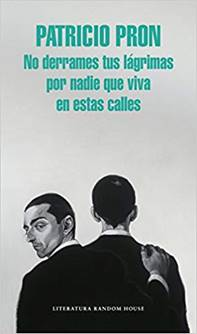 PATRICIO PRON
No derrames tus lágrimas
por nadie que viva
en estas calles
LITERATURA RANDOM HOUSE